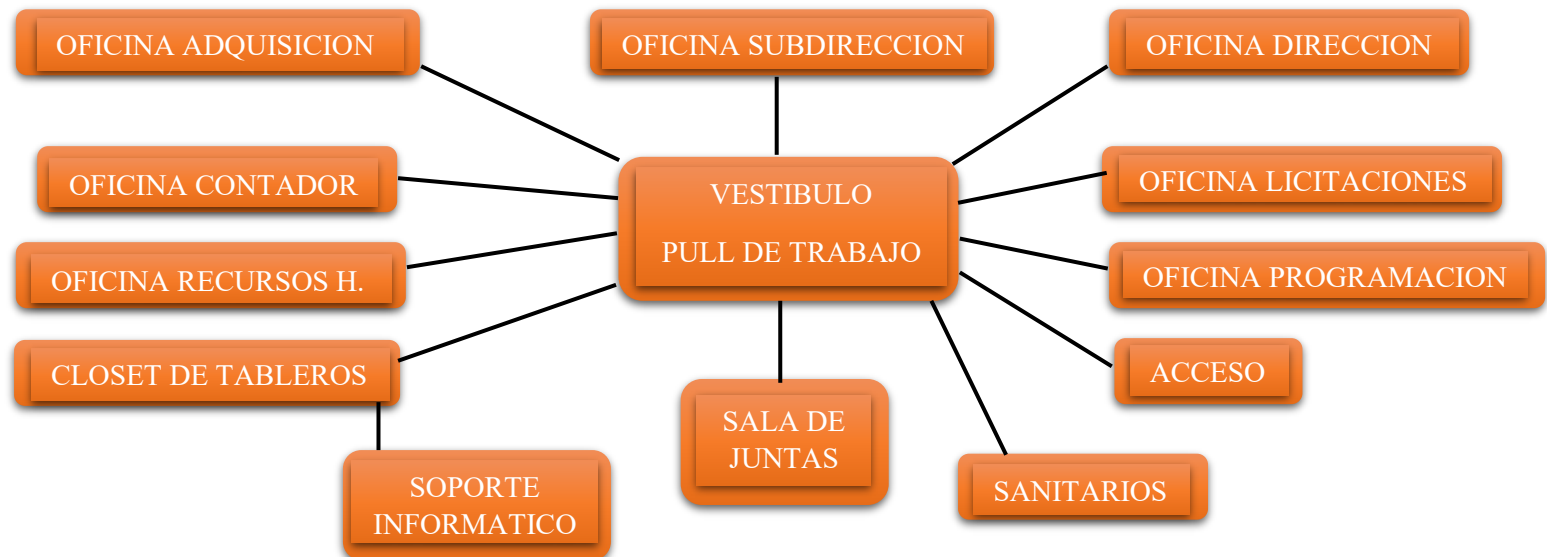 OFICINA ADQUISICION
OFICINA SUBDIRECCION
OFICINA DIRECCION
OFICINA CONTADOR
VESTIBULO
PULL DE TRABAJO
OFICINA LICITACIONES
OFICINA RECURSOS H.
OFICINA PROGRAMACION
CLOSET DE TABLEROS
ACCESO
SALA DE
JUNTAS
SOPORTE
INFORMATICO
SANITARIOS